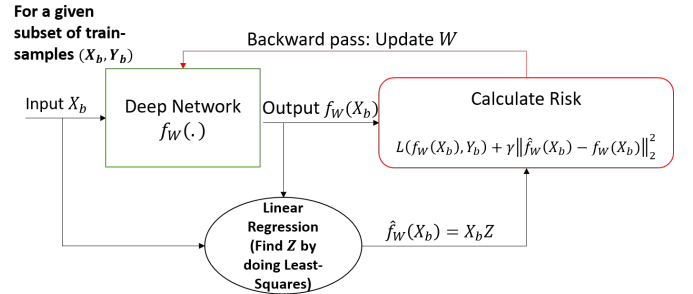 For a given
subset of train-
samples (X_b, Y_b)
Backward pass: Update W
Input X_b
Deep Network
f_W(.)
Output f_W(X_b)
Calculate Risk
L(f_W(X_b), Y_b) + γ‖f̂_W(X_b) − f_W(X_b)‖₂²
Linear
Regression
(Find Z by
doing Least-
Squares)
f̂_W(X_b) = X_bZ